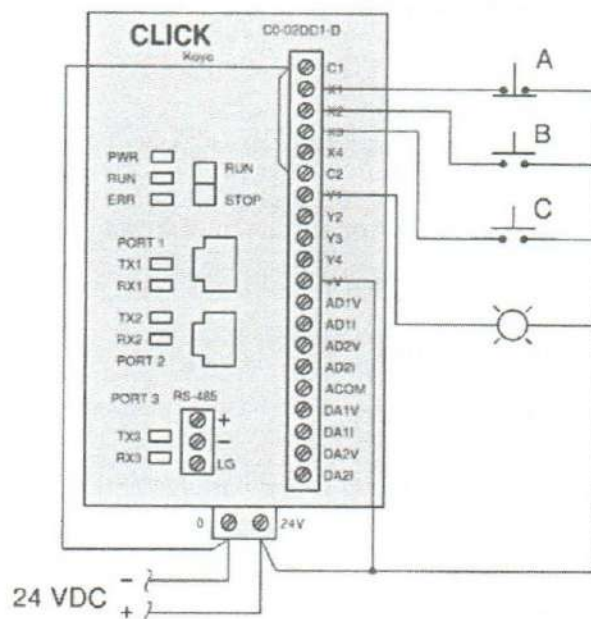 CLICK
Koyo
C0-02DD1-D
C1
X1
X2
X3
X4
C2
Y1
Y2
Y3
Y4
+V
AD1V
AD1I
AD2V
AD2I
ACOM
DA1V
DA1I
DA2V
DA2I
PWR
RUN
ERR
RUN
STOP
PORT 1
TX1
RX1
TX2
RX2
PORT 2
PORT 3
RS-485
+
−
LG
TX3
RX3
0
24V
24 VDC
−
+
A
B
C